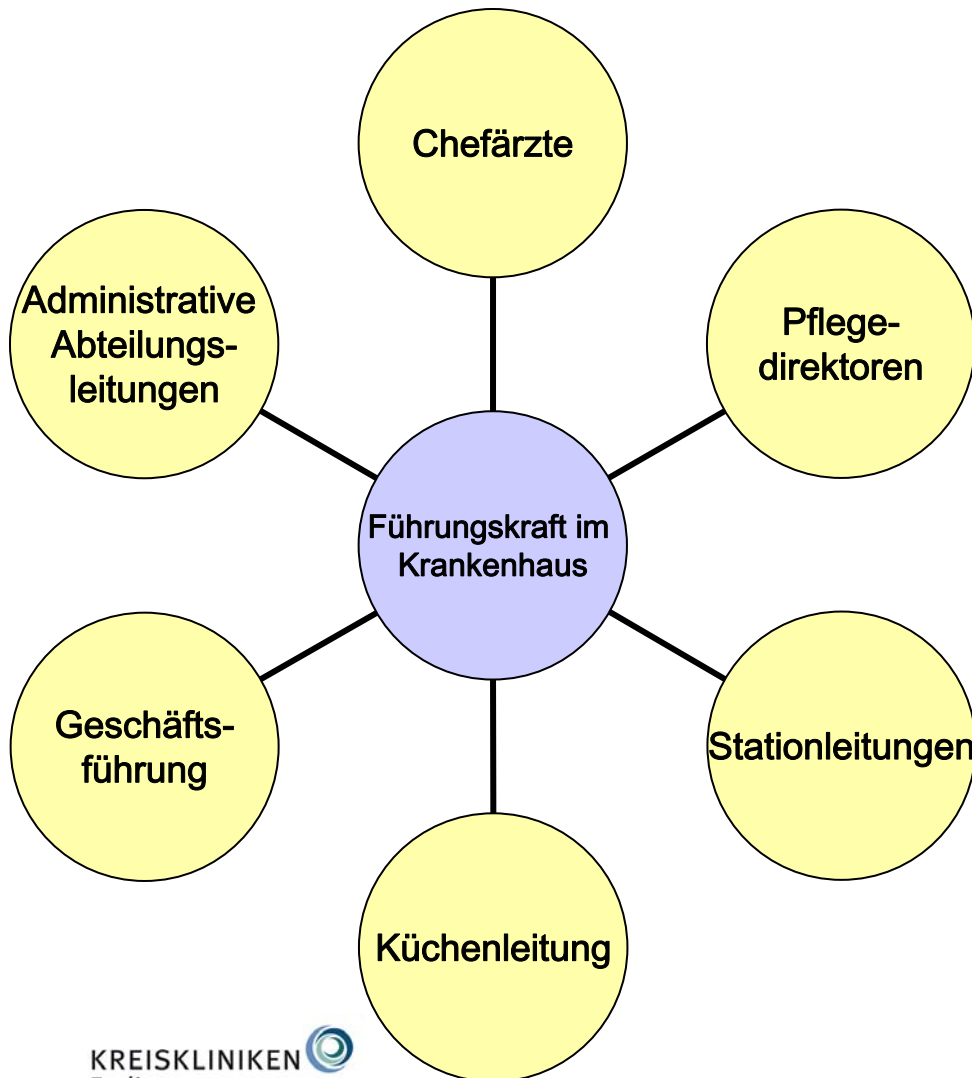 Chefärzte
Administrative
Abteilungs-
leitungen
Pflege-
direktoren
Führungskraft im
Krankenhaus
Geschäfts-
führung
Stationleitungen
Küchenleitung
KREISKLINIKEN